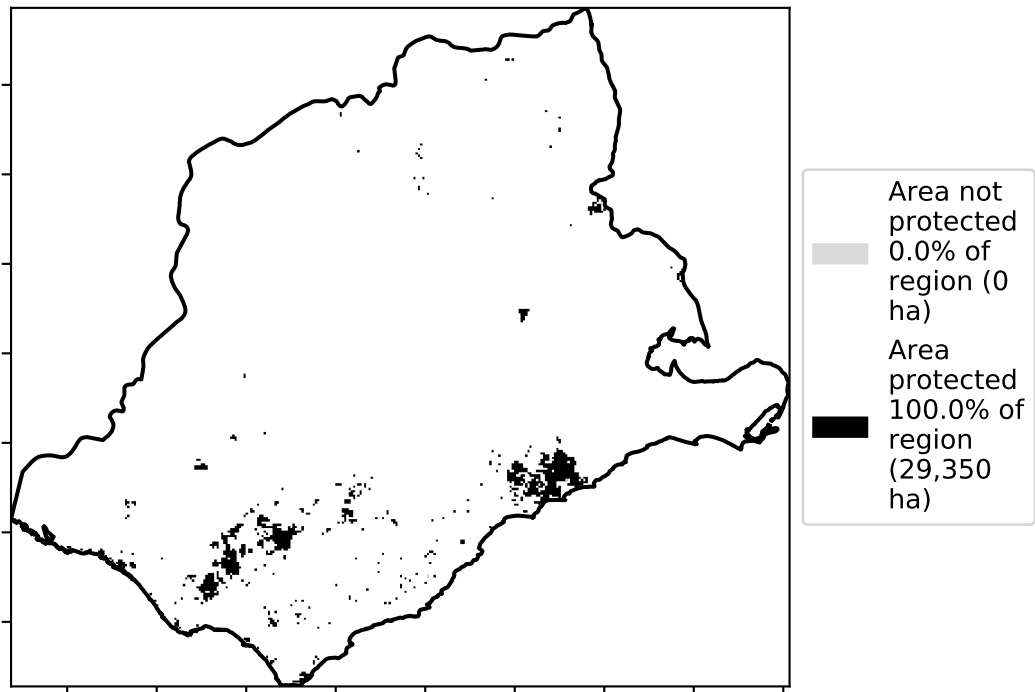 Area not
protected
0.0% of
region (0
ha)
Area
protected
100.0% of
region
(29,350
ha)